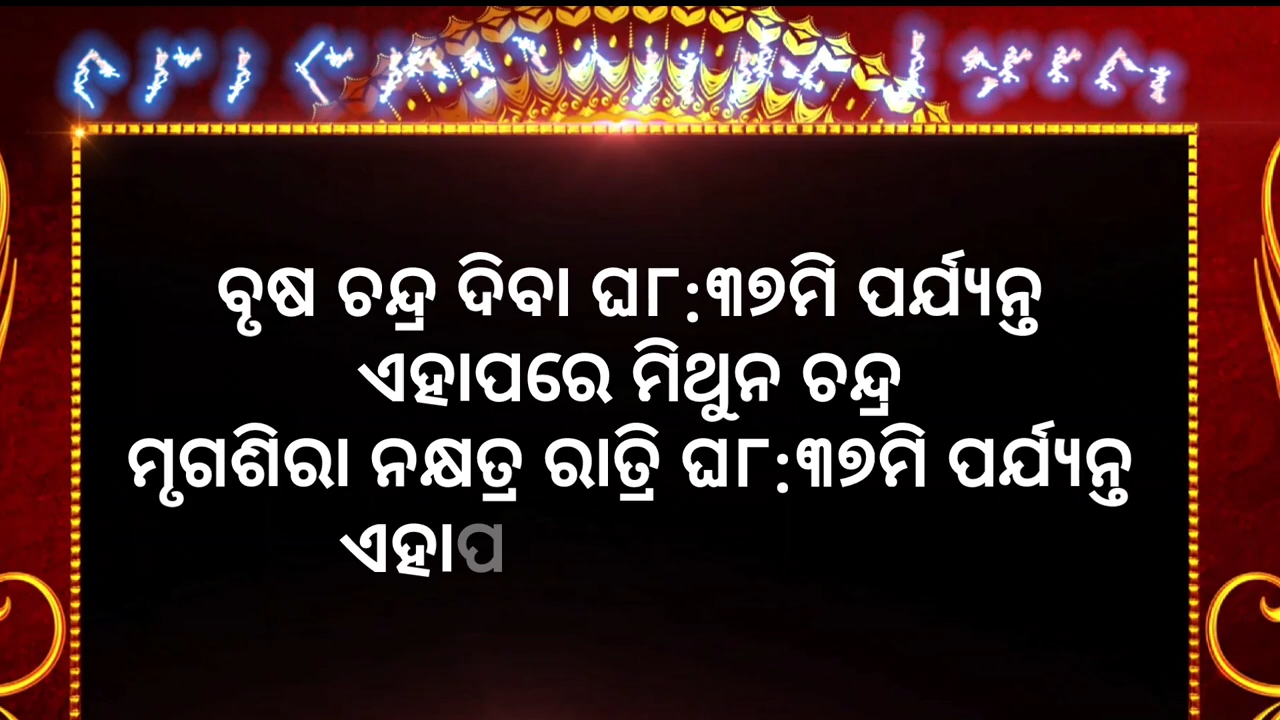 ବୃଷ ଚନ୍ଦ୍ର ଦିବା ଘ୮:୩୭ମି ପର୍ଯ୍ୟନ୍ତ
ଏହାପରେ ମିଥୁନ ଚନ୍ଦ୍ର
ମୃଗଶିରା ନକ୍ଷତ୍ର ରାତ୍ରି ଘ୮:୩୭ମି ପର୍ଯ୍ୟନ୍ତ
ଏହାପ